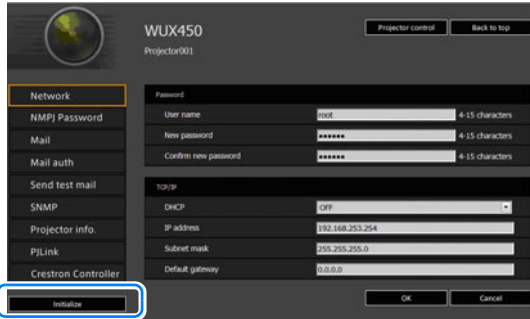 WUX450
Projector001
Projector control
Back to top
Network
NMPJ Password
Mail
Mail auth
Send test mail
SNMP
Projector info.
PJLink
Crestron Controller
Initialize
Password
User name root 4-15 characters
New password •••••• 4-15 characters
Confirm new password •••••• 4-15 characters
TCP/IP
DHCP OFF
IP address 192.168.253.254
Subnet mask 255.255.255.0
Default gateway 0.0.0.0
OK Cancel